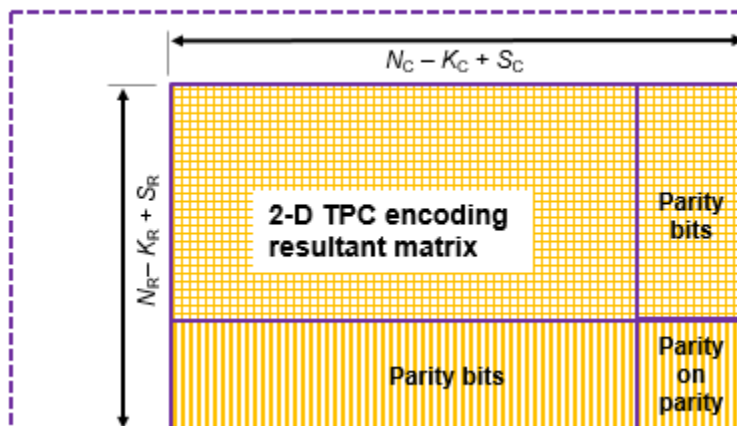 N_C – K_C + S_C
N_R– K_R + S_R
2-D TPC encoding
resultant matrix
Parity
bits
Parity bits
Parity
on
parity